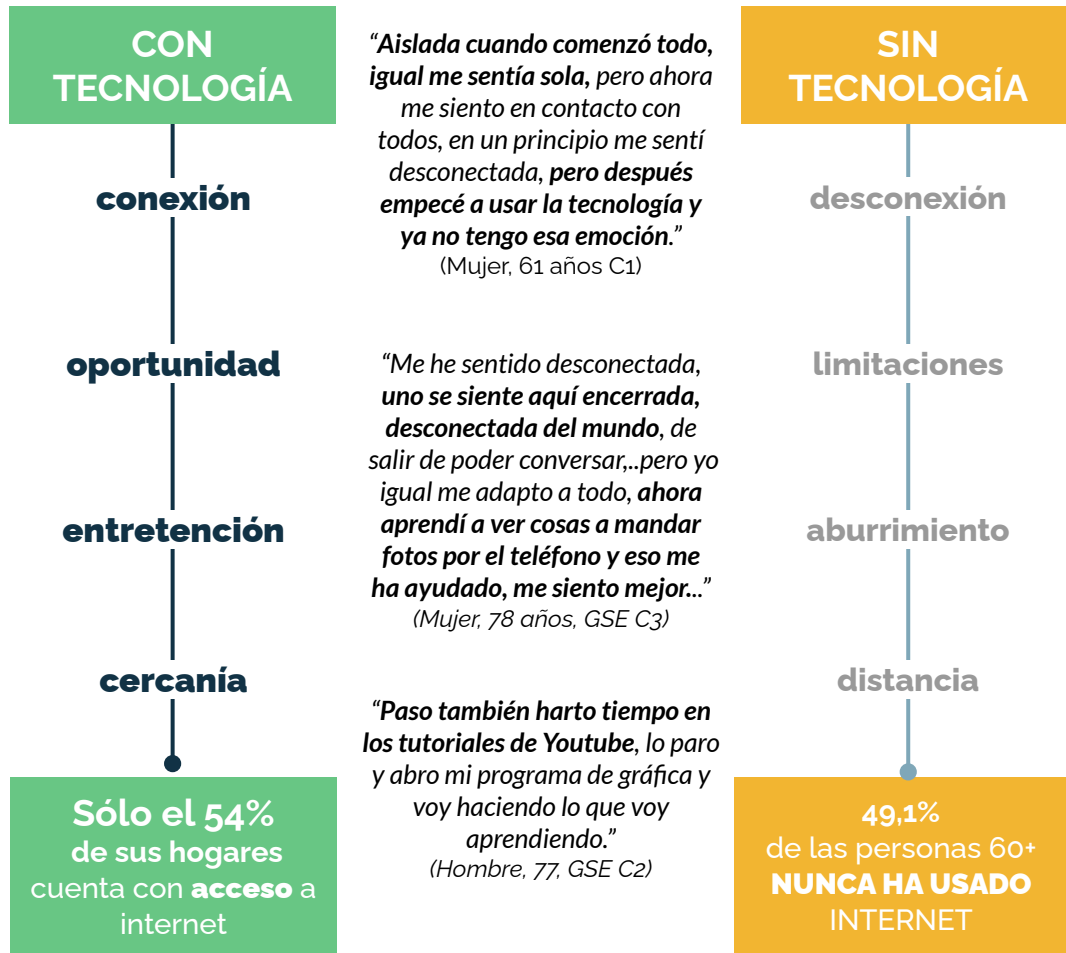 CON
TECNOLOGÍA
conexión
oportunidad
entretención
cercanía
Sólo el 54%
de sus hogares
cuenta con acceso a
internet
“Aislada cuando comenzó todo,
igual me sentía sola, pero ahora
me siento en contacto con
todos, en un principio me sentí
desconectada, pero después
empecé a usar la tecnología y
ya no tengo esa emoción.”
(Mujer, 61 años C1)
“Me he sentido desconectada,
uno se siente aquí encerrada,
desconectada del mundo, de
salir de poder conversar,..pero yo
igual me adapto a todo, ahora
aprendí a ver cosas a mandar
fotos por el teléfono y eso me
ha ayudado, me siento mejor...”
(Mujer, 78 años, GSE C3)
“Paso también harto tiempo en
los tutoriales de Youtube, lo paro
y abro mi programa de gráfica y
voy haciendo lo que voy
aprendiendo.”
(Hombre, 77, GSE C2)
SIN
TECNOLOGÍA
desconexión
limitaciones
aburrimiento
distancia
49,1%
de las personas 60+
NUNCA HA USADO
INTERNET